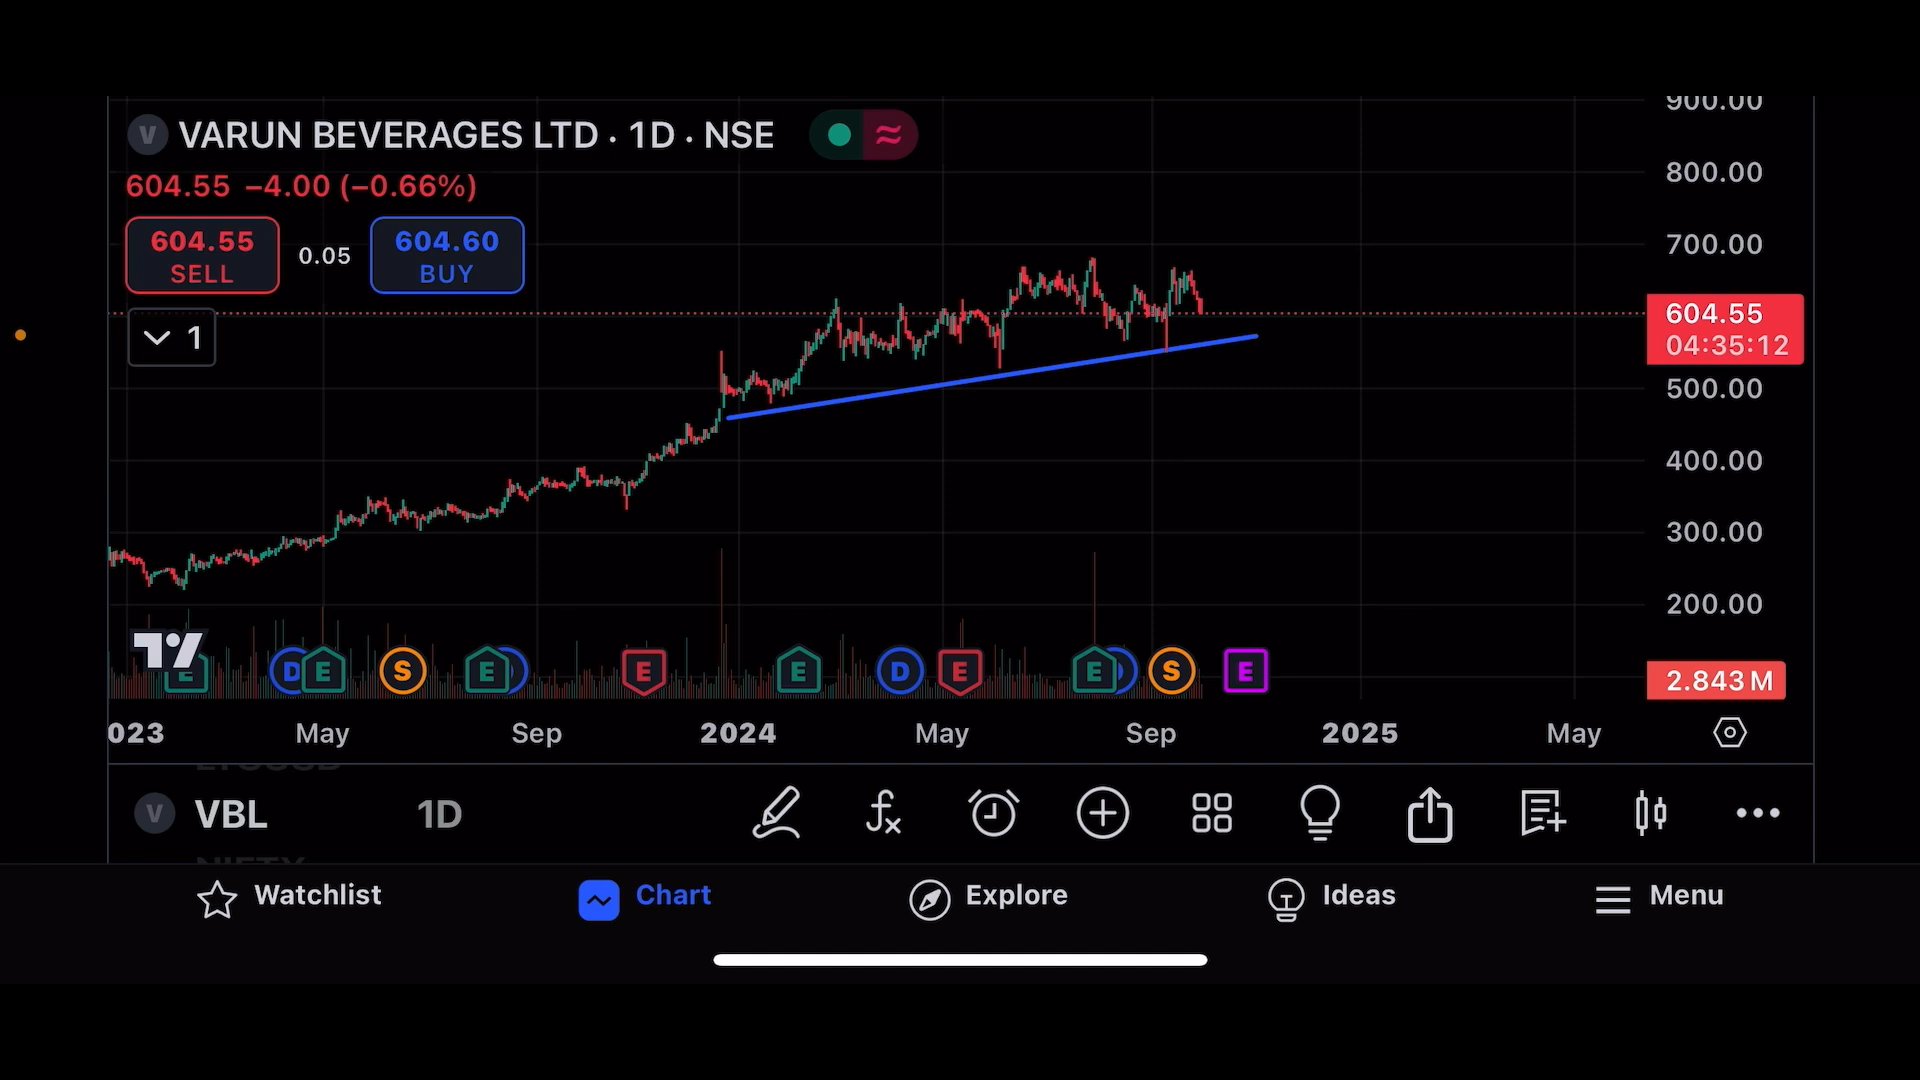 VARUN BEVERAGES LTD · 1D · NSE
604.55 −4.00 (−0.66%)
604.55
SELL
0.05
604.60
BUY
1
900.00
800.00
700.00
604.55
04:35:12
500.00
400.00
300.00
200.00
2.843 M
E D E S E E E D E E S E
023 May Sep 2024 May Sep 2025 May
VBL 1D
Watchlist
Chart
Explore
Ideas
Menu